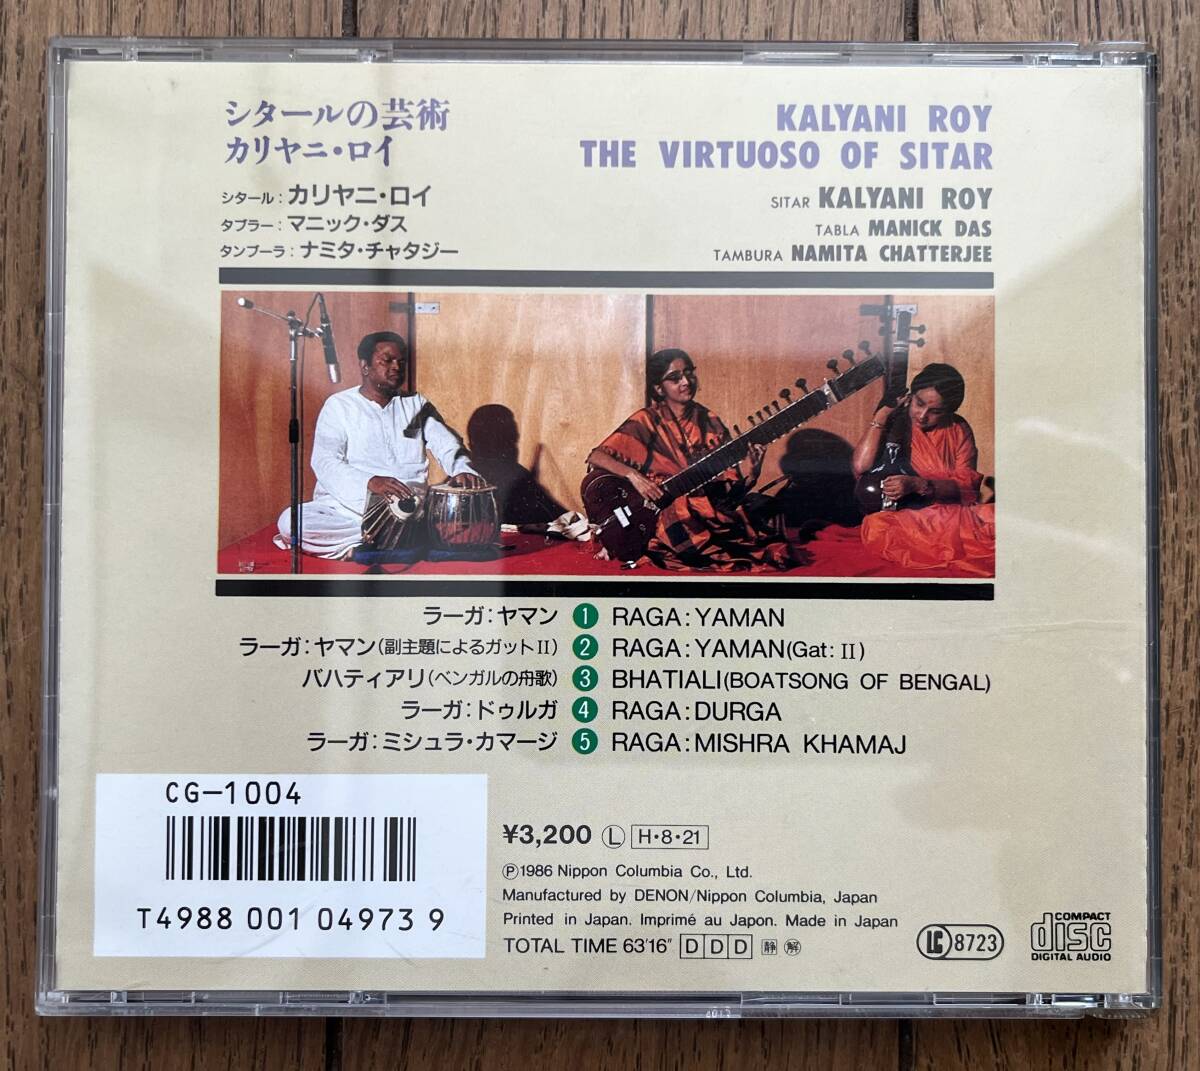 シタールの芸術
カリヤニ・ロイ
シタール：カリヤニ・ロイ
タブラー：マニック・ダス
タンブーラ：ナミタ・チャタジー
KALYANI ROY
THE VIRTUOSO OF SITAR
SITAR KALYANI ROY
TABLA MANICK DAS
TAMBURA NAMITA CHATTERJEE
ラーガ：ヤマン 1 RAGA:YAMAN
ラーガ：ヤマン(副主題によるガットII) 2 RAGA:YAMAN(Gat:II)
バハティアリ(ベンガルの舟歌) 3 BHATIALI(BOATSONG OF BENGAL)
ラーガ：ドゥルガ 4 RAGA:DURGA
ラーガ：ミシュラ・カマージ 5 RAGA:MISHRA KHAMAJ
CG-1004
T4988 001 04973 9
¥3,200 Ⓛ H・8・21
℗1986 Nippon Columbia Co., Ltd.
Manufactured by DENON/Nippon Columbia, Japan
Printed in Japan. Imprimé au Japon. Made in Japan
TOTAL TIME 63'16" D D D 静 解
LC 8723
COMPACT
disc
DIGITAL AUDIO